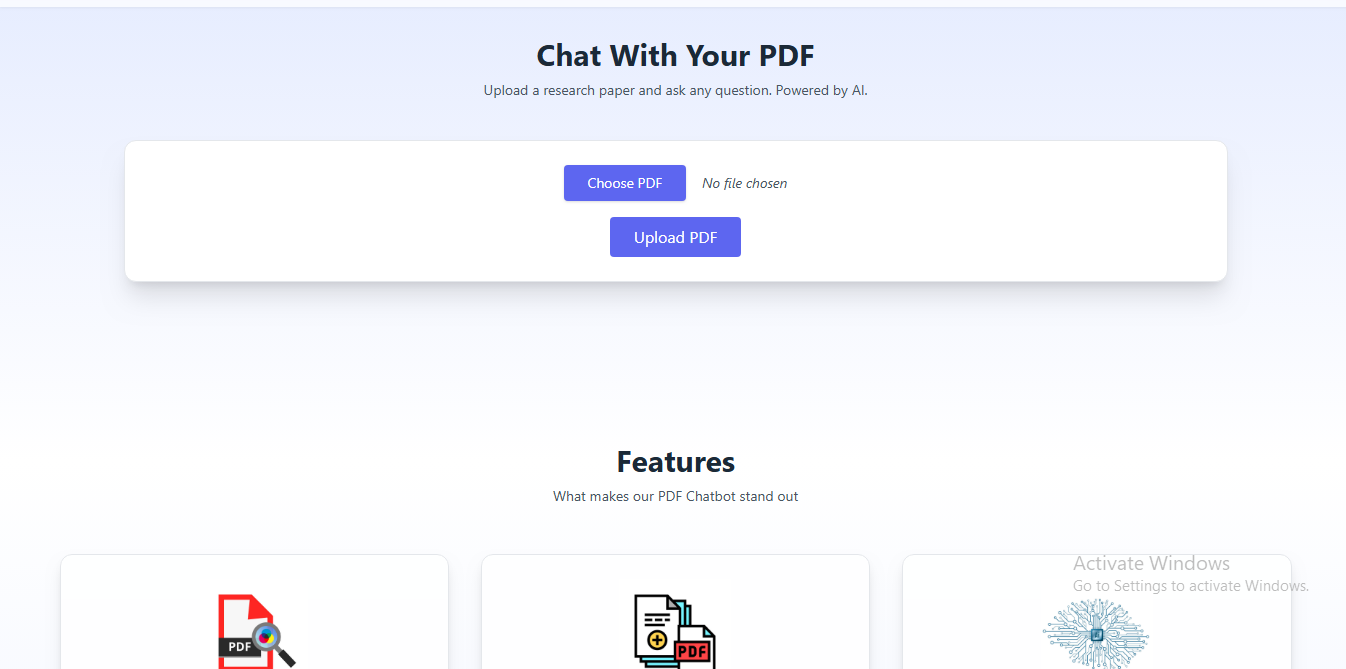 Chat With Your PDF
Upload a research paper and ask any question. Powered by AI.
Choose PDF No file chosen
Upload PDF
Features
What makes our PDF Chatbot stand out
Activate Windows
Go to Settings to activate Windows.
PDF
PDF